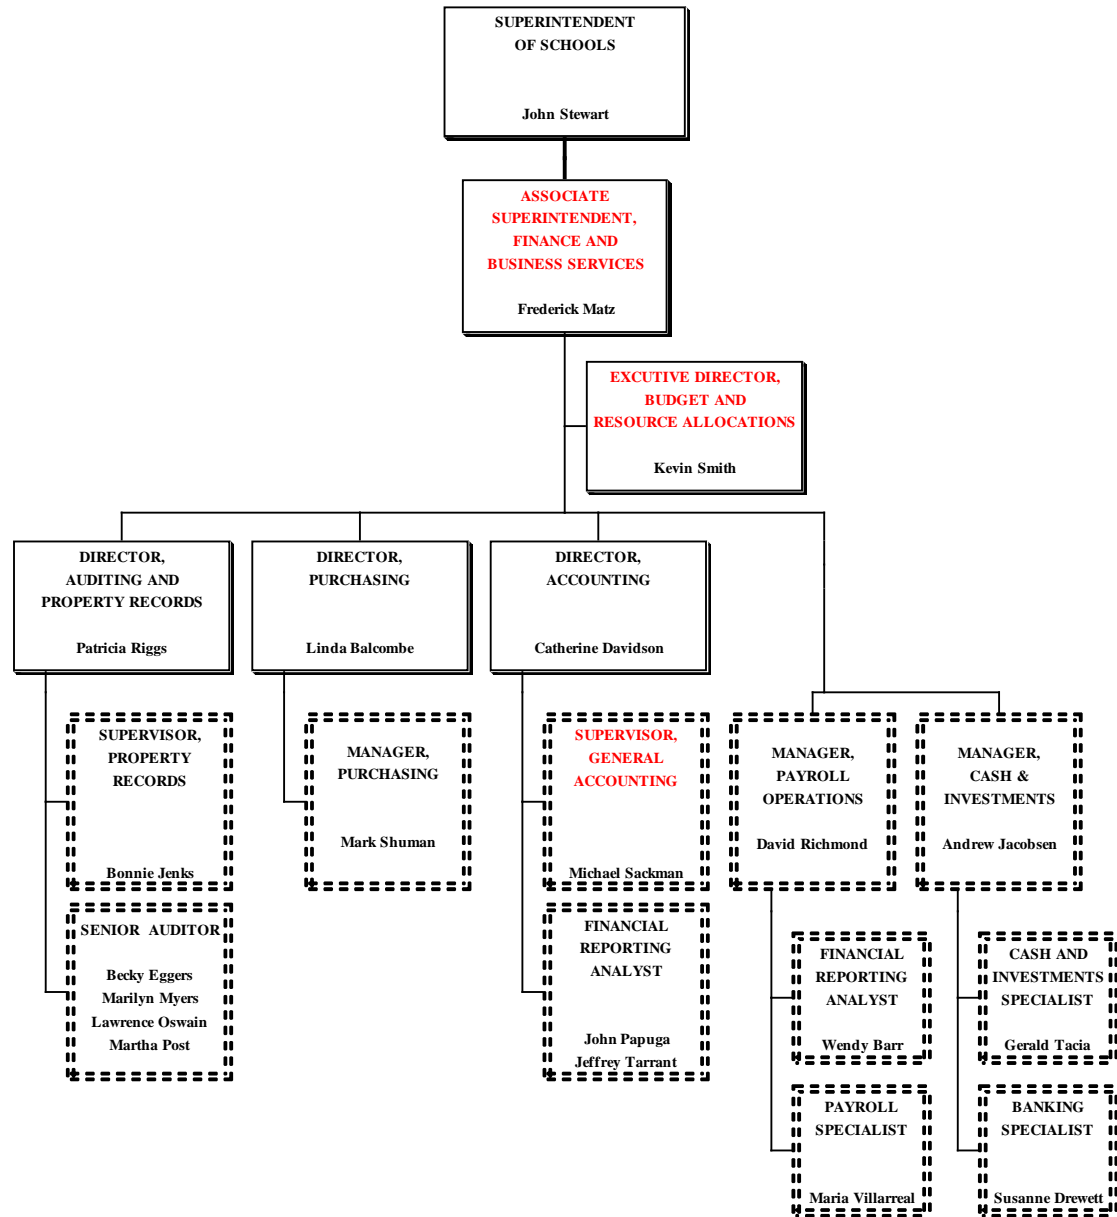 SUPERINTENDENT
OF SCHOOLS
John Stewart
ASSOCIATE
SUPERINTENDENT,
FINANCE AND
BUSINESS SERVICES
Frederick Matz
EXCUTIVE DIRECTOR,
BUDGET AND
RESOURCE ALLOCATIONS
Kevin Smith
DIRECTOR,
AUDITING AND
PROPERTY RECORDS
Patricia Riggs
DIRECTOR,
PURCHASING
Linda Balcombe
DIRECTOR,
ACCOUNTING
Catherine Davidson
SUPERVISOR,
PROPERTY
RECORDS
Bonnie Jenks
MANAGER,
PURCHASING
Mark Shuman
SUPERVISOR,
GENERAL
ACCOUNTING
Michael Sackman
MANAGER,
PAYROLL
OPERATIONS
David Richmond
MANAGER,
CASH &
INVESTMENTS
Andrew Jacobsen
SENIOR AUDITOR
Becky Eggers
Marilyn Myers
Lawrence Oswain
Martha Post
FINANCIAL
REPORTING
ANALYST
John Papuga
Jeffrey Tarrant
FINANCIAL
REPORTING
ANALYST
Wendy Barr
CASH AND
INVESTMENTS
SPECIALIST
Gerald Tacia
PAYROLL
SPECIALIST
Maria Villarreal
BANKING
SPECIALIST
Susanne Drewett